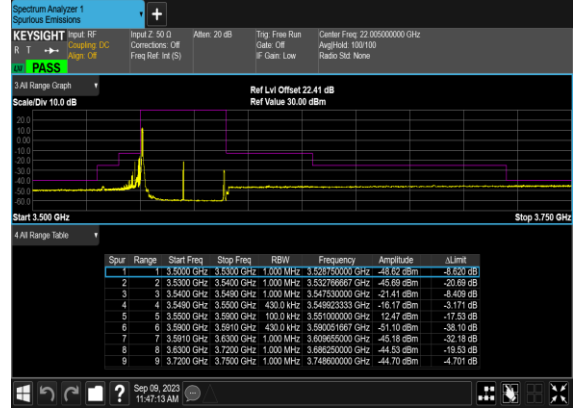 Spectrum Analyzer 1
Spurious Emissions
KEYSIGHT Input: RF Input Z: 50 Ω Atten: 20 dB Trig: Free Run Center Freq: 22.005000000 GHz
R T Coupling: DC Corrections: Off Gate: Off Avg|Hold: 100/100
Align: Off Freq Ref: Int (S) IF Gain: Low Radio Std: None
PASS
3 All Range Graph
Ref Lvl Offset 22.41 dB
Scale/Div 10.0 dB Ref Value 30.00 dBm
20.0
10.0
0.00
-10.0
-20.0
-30.0
-40.0
-50.0
-60.0
Start 3.500 GHz Stop 3.750 GHz
4 All Range Table
Spur Range Start Freq Stop Freq RBW Frequency Amplitude ΔLimit
1 1 3.5000 GHz 3.5300 GHz 1.000 MHz 3.528750000 GHz -48.62 dBm -8.620 dB
2 2 3.5300 GHz 3.5400 GHz 1.000 MHz 3.532766667 GHz -45.69 dBm -20.69 dB
3 3 3.5400 GHz 3.5490 GHz 1.000 MHz 3.547530000 GHz -21.41 dBm -8.409 dB
4 4 3.5490 GHz 3.5500 GHz 430.0 kHz 3.549923333 GHz -16.17 dBm -3.171 dB
5 5 3.5500 GHz 3.5900 GHz 100.0 kHz 3.551000000 GHz 12.47 dBm -17.53 dB
6 6 3.5900 GHz 3.5910 GHz 430.0 kHz 3.590051667 GHz -51.10 dBm -38.10 dB
7 7 3.5910 GHz 3.6300 GHz 1.000 MHz 3.609655000 GHz -45.18 dBm -32.18 dB
8 8 3.6300 GHz 3.7200 GHz 1.000 MHz 3.686250000 GHz -44.53 dBm -19.53 dB
9 9 3.7200 GHz 3.7500 GHz 1.000 MHz 3.748600000 GHz -44.70 dBm -4.701 dB
Sep 09, 2023
11:47:13 AM